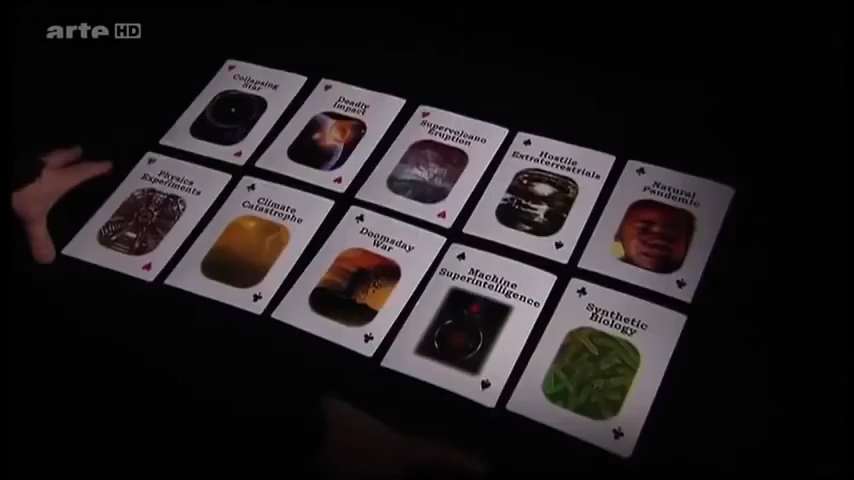 arte HD
Collapsing
Star
Deadly
Impact
Supervolcano
Eruption
Hostile
Extraterrestrials
Natural
Pandemic
Physics
Experiments
Climate
Catastrophe
Doomsday
War
Machine
Superintelligence
Synthetic
Biology